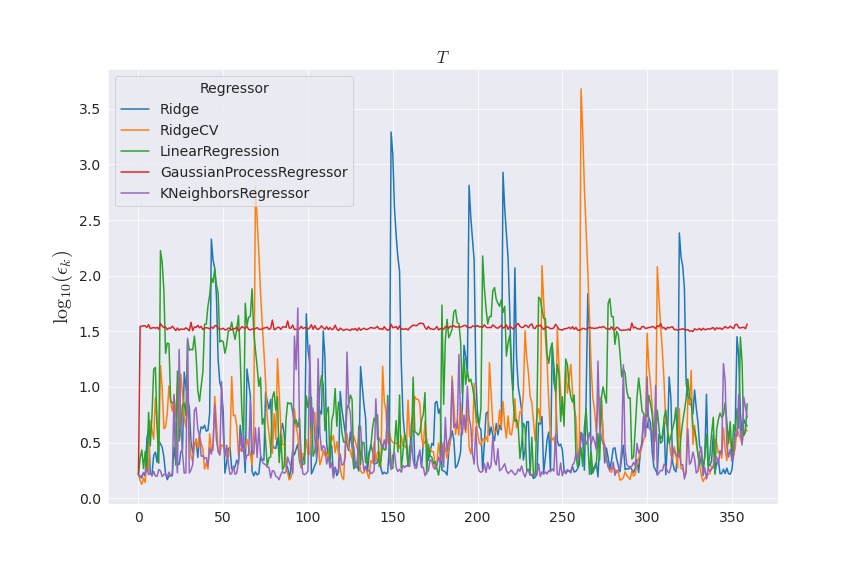 T
Regressor
Ridge
RidgeCV
LinearRegression
GaussianProcessRegressor
KNeighborsRegressor
log₁₀(ϵₖ)
3.5
3.0
2.5
2.0
1.5
1.0
0.5
0.0
0 50 100 150 200 250 300 350